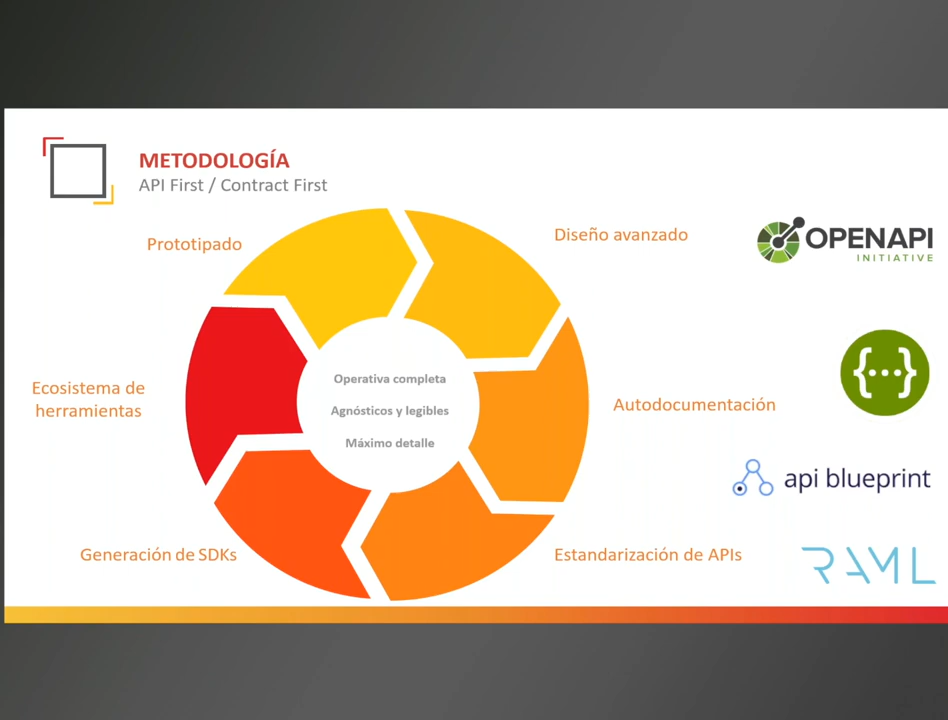 METODOLOGÍA
API First / Contract First
Prototipado
Diseño avanzado
OPENAPI
INITIATIVE
Operativa completa
Agnósticos y legibles
Máximo detalle
Ecosistema de
herramientas
Autodocumentación
{···}
api blueprint
Generación de SDKs
Estandarización de APIs
RAML